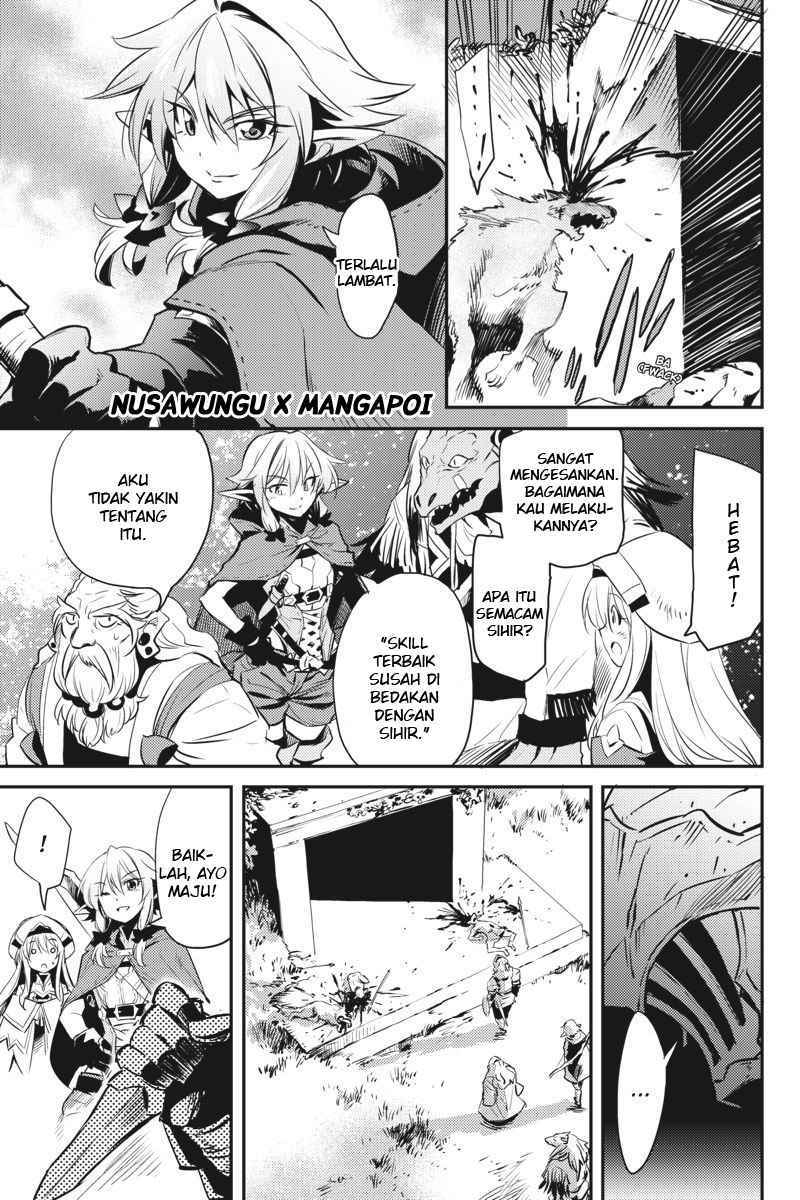 ...
BA
(FWACK)
TERLALU
LAMBAT.
NUSAWUNGU X MANGAPOI
HEBAT!
SANGAT
MENGESANKAN.
BAGAIMANA
KAU MELAKU-
KANNYA?
APA ITU
SEMACAM
SIHIR?
"SKILL
TERBAIK
SUSAH DI
BEDAKAN
DENGAN
SIHIR."
AKU
TIDAK YAKIN
TENTANG
ITU.
...
BAIK-
LAH, AYO
MAJU!
!